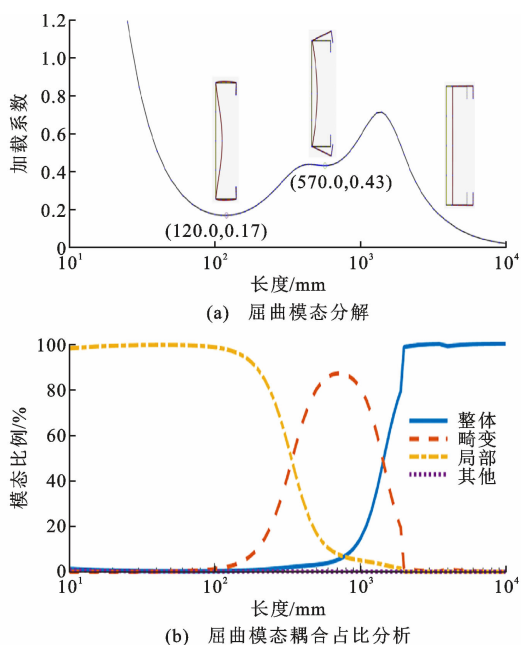 1.2
1.0
0.8
0.6
0.4
0.2
0
加载系数
(120.0,0.17)
(570.0,0.43)
10¹
10²
10³
10⁴
长度/mm
(a) 屈曲模态分解
100
80
60
40
20
0
模态比例/%
整体
畸变
局部
其他
10¹
10²
10³
10⁴
长度/mm
(b) 屈曲模态耦合占比分析